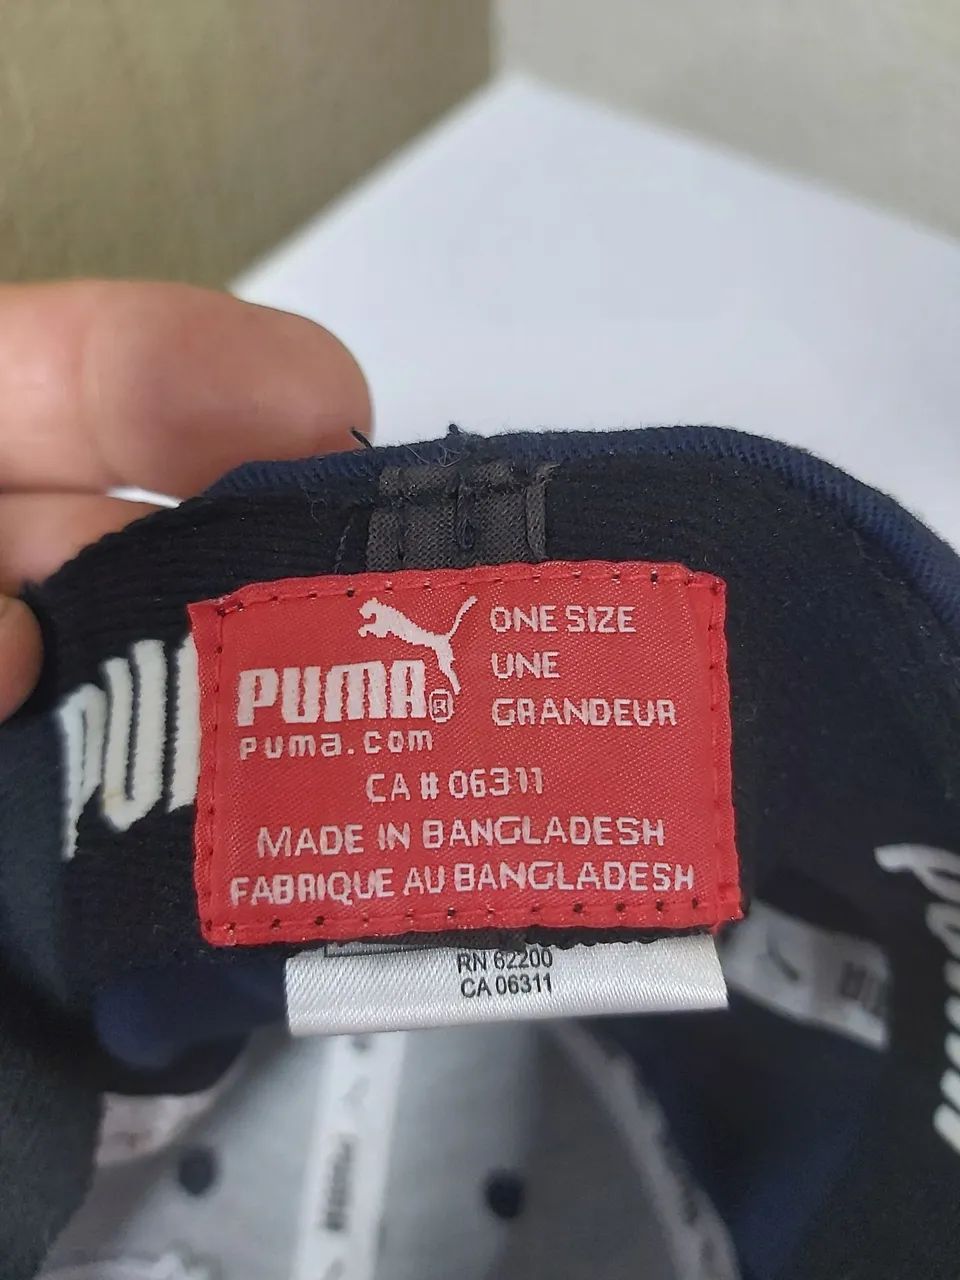 PUMA®
puma.com
ONE SIZE
UNE
GRANDEUR
CA # 06311
MADE IN BANGLADESH
FABRIQUE AU BANGLADESH
RN 62200
CA 06311